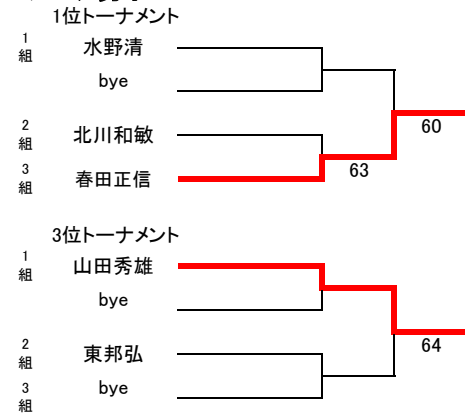 1位トーナメント
1組 水野清
bye
2組 北川和敏
60
3組 春田正信
63
3位トーナメント
1組 山田秀雄
bye
2組 東邦弘
64
3組 bye